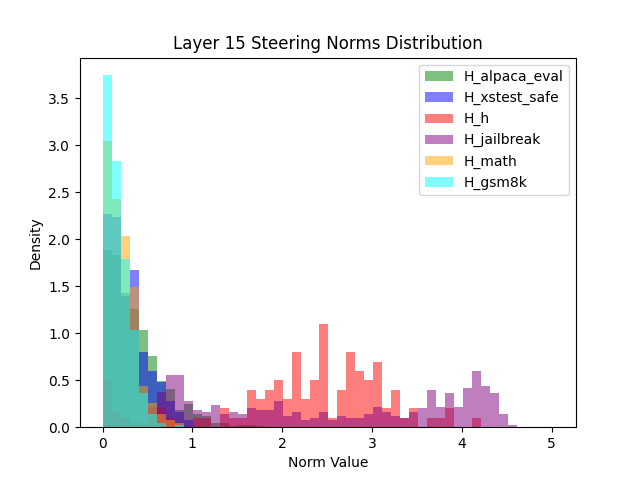 Layer 15 Steering Norms Distribution
H_alpaca_eval
H_xstest_safe
H_h
H_jailbreak
H_math
H_gsm8k
3.5
3.0
2.5
2.0
1.5
1.0
0.5
0.0
Density
0 1 2 3 4 5
Norm Value